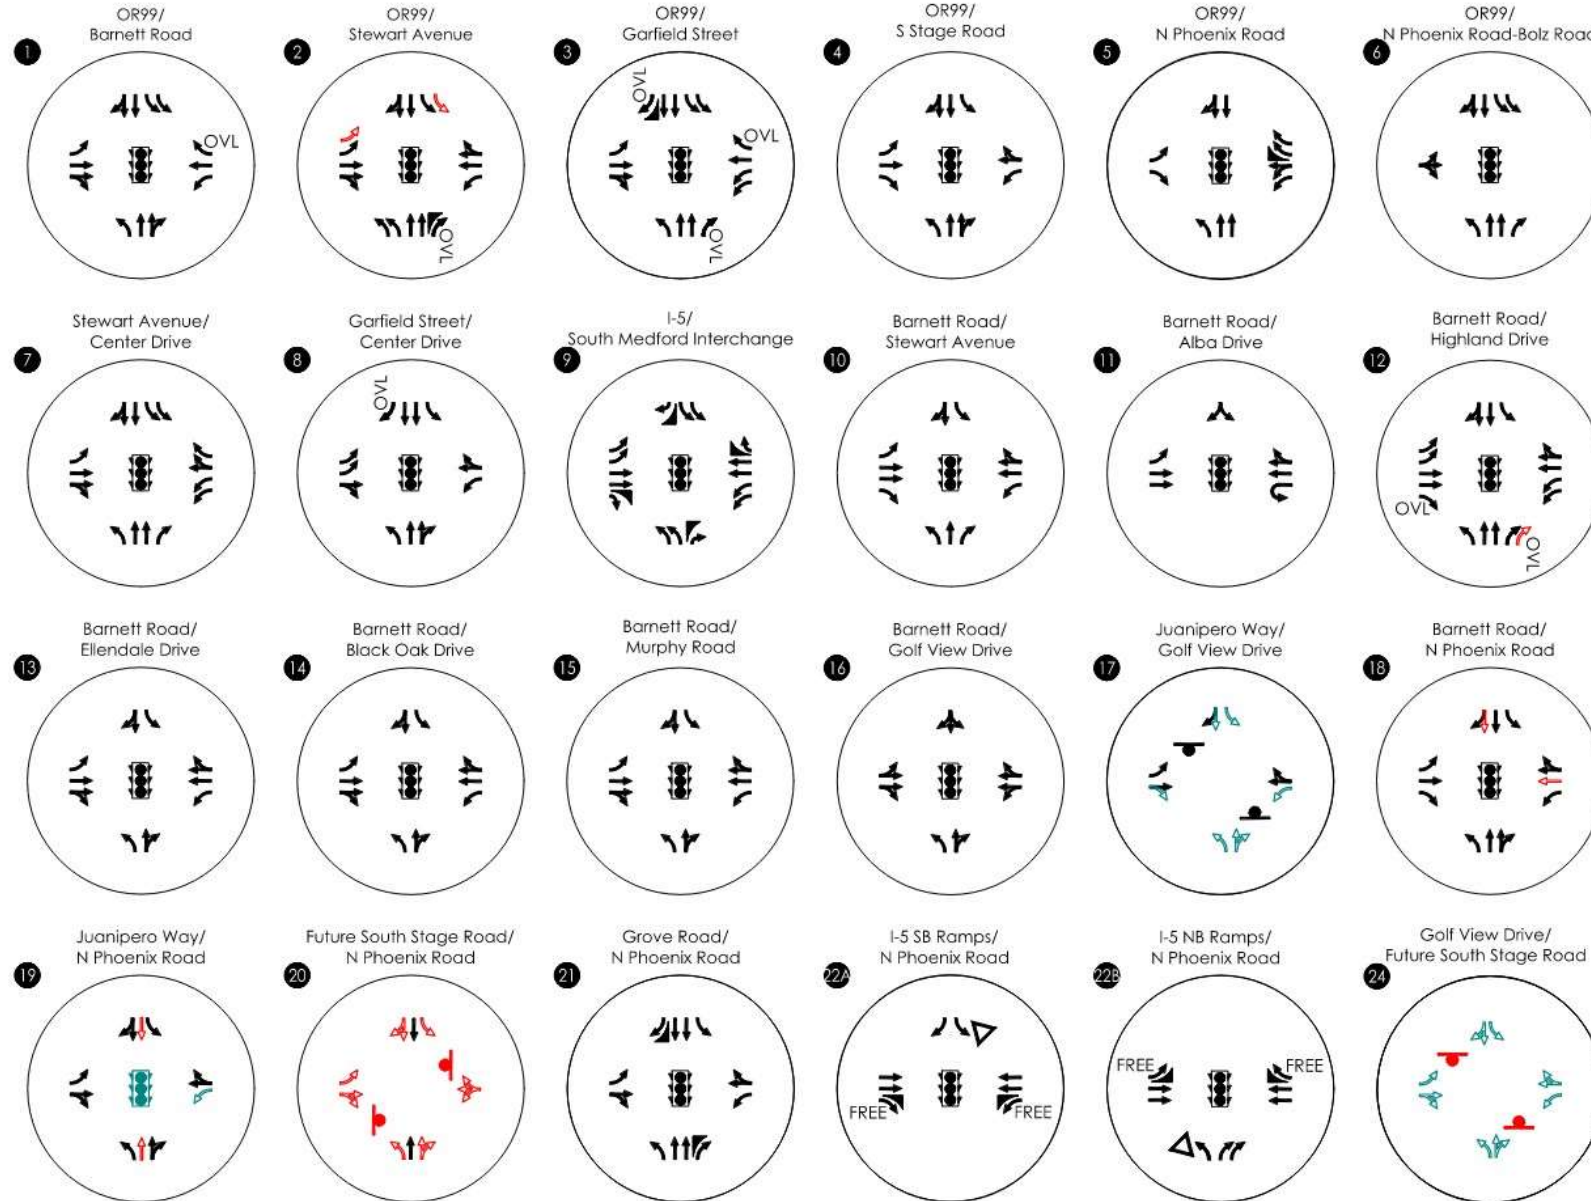 OR99/
Barnett Road
1
OVL
OR99/
Stewart Avenue
2
OVL
OR99/
Garfield Street
3
OVL
OVL
OVL
OR99/
S Stage Road
4
OR99/
N Phoenix Road
5
OR99/
N Phoenix Road-Bolz Road
6
Stewart Avenue/
Center Drive
7
Garfield Street/
Center Drive
8
OVL
I-5/
South Medford Interchange
9
Barnett Road/
Stewart Avenue
10
Barnett Road/
Alba Drive
11
Barnett Road/
Highland Drive
12
OVL
OVL
Barnett Road/
Ellendale Drive
13
Barnett Road/
Black Oak Drive
14
Barnett Road/
Murphy Road
15
Barnett Road/
Golf View Drive
16
Juanipero Way/
Golf View Drive
17
Barnett Road/
N Phoenix Road
18
Juanipero Way/
N Phoenix Road
19
Future South Stage Road/
N Phoenix Road
20
Grove Road/
N Phoenix Road
21
I-5 SB Ramps/
N Phoenix Road
22A
FREE
FREE
I-5 NB Ramps/
N Phoenix Road
22B
FREE
FREE
Golf View Drive/
Future South Stage Road
24